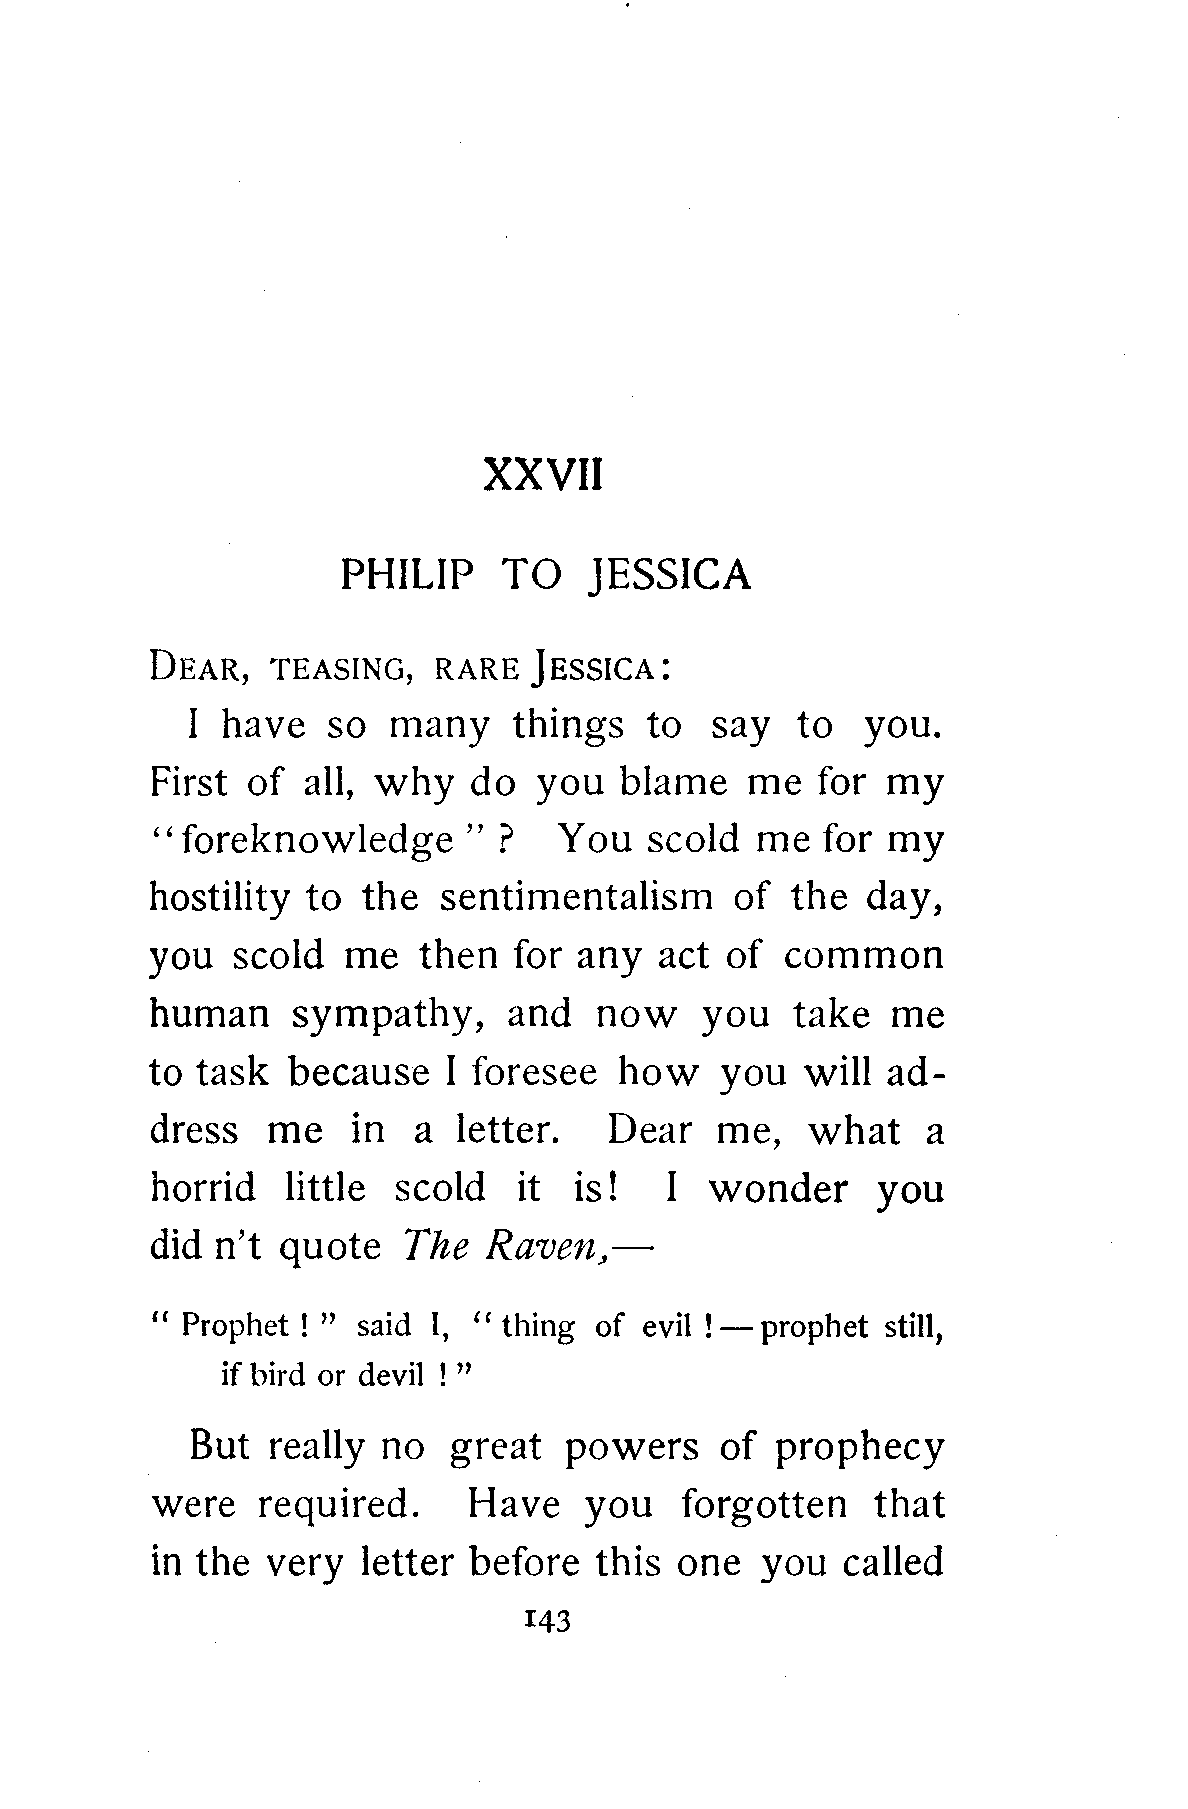 XXVII
PHILIP TO JESSICA
DEAR, TEASING, RARE JESSICA:
I have so many things to say to you.
First of all, why do you blame me for my
“foreknowledge”? You scold me for my
hostility to the sentimentalism of the day,
you scold me then for any act of common
human sympathy, and now you take me
to task because I foresee how you will ad-
dress me in a letter. Dear me, what a
horrid little scold it is! I wonder you
did n’t quote The Raven,—
“Prophet!” said I, “thing of evil!—prophet still,
if bird or devil!”
But really no great powers of prophecy
were required. Have you forgotten that
in the very letter before this one you called
143